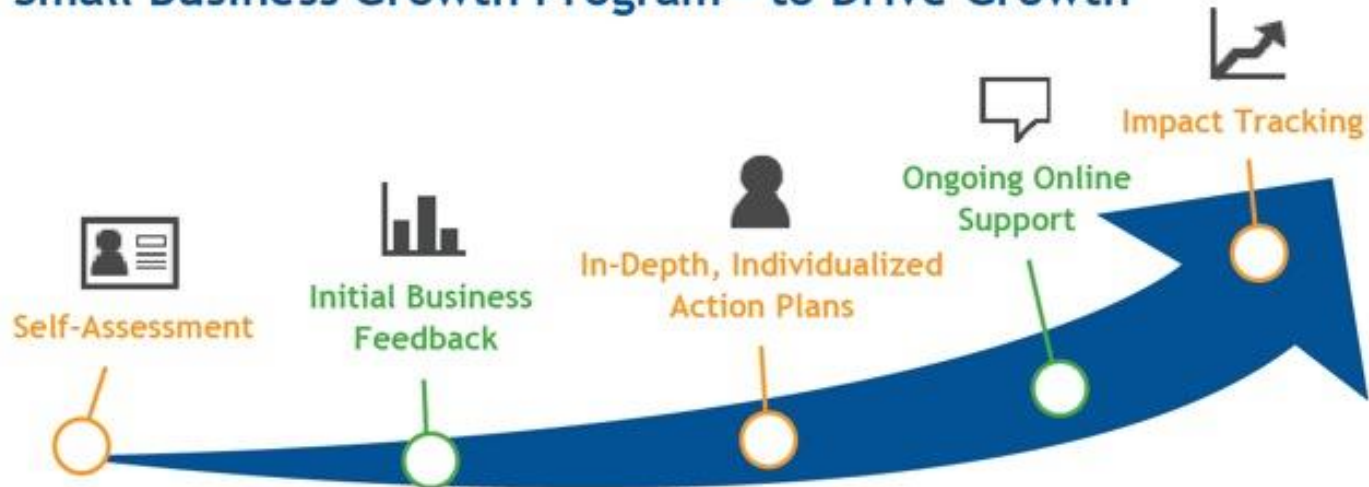 Small Business Growth Program to Drive Growth
Self-Assessment
Initial Business
Feedback
In-Depth, Individualized
Action Plans
Ongoing Online
Support
Impact Tracking